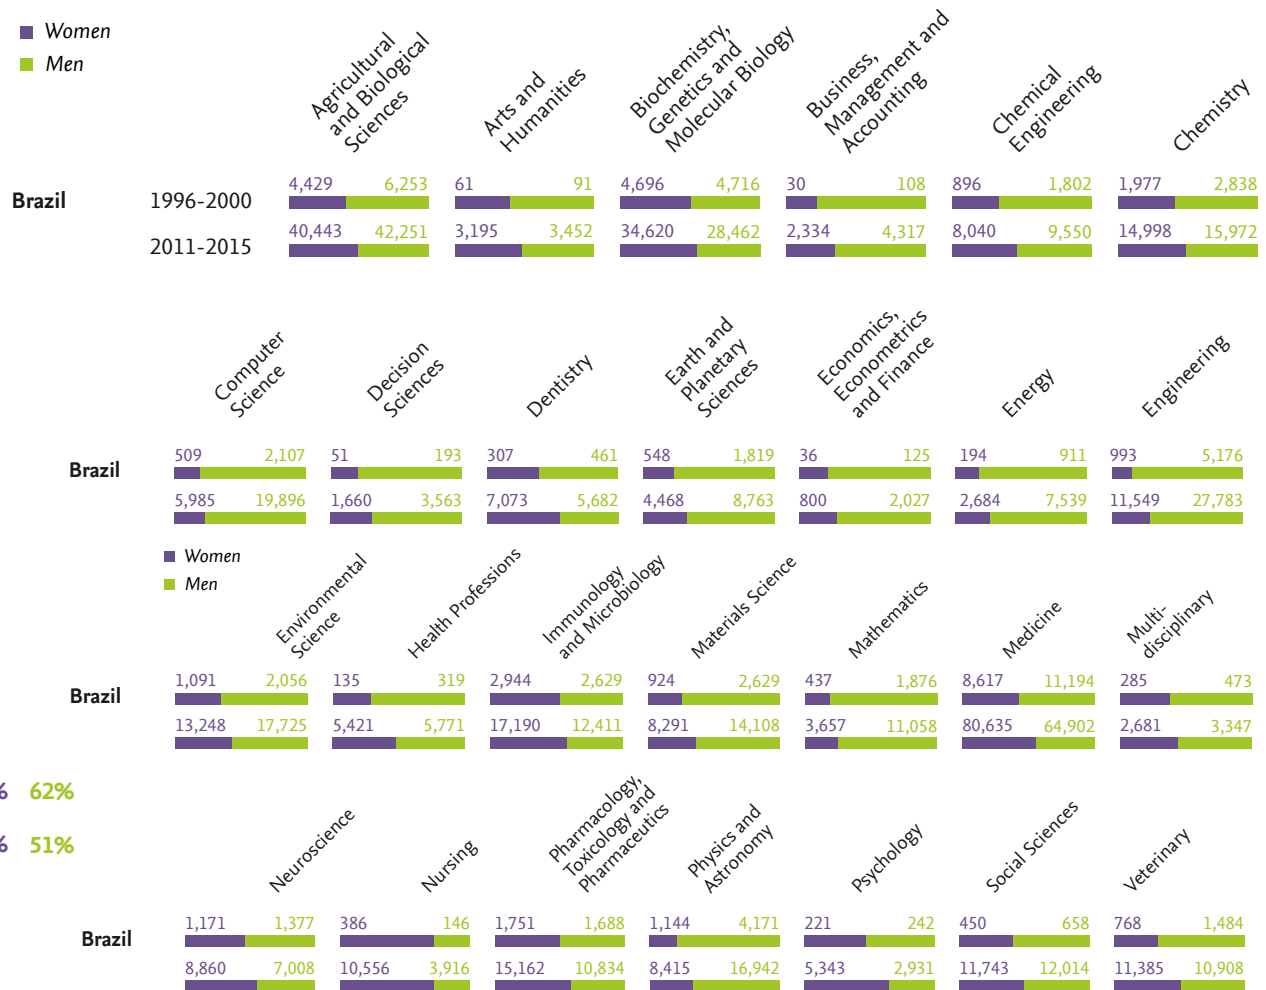 Women
Men
Agricultural
and Biological
Sciences
Arts and
Humanities
Biochemistry,
Genetics and
Molecular Biology
Business,
Management and
Accounting
Chemical
Engineering
Chemistry
Brazil 1996-2000 4,429 6,253 61 91 4,696 4,716 30 108 896 1,802 1,977 2,838
2011-2015 40,443 42,251 3,195 3,452 34,620 28,462 2,334 4,317 8,040 9,550 14,998 15,972
Computer
Science
Decision
Sciences
Dentistry
Earth and
Planetary
Sciences
Economics,
Econometrics
and Finance
Energy
Engineering
Brazil 509 2,107 51 193 307 461 548 1,819 36 125 194 911 993 5,176
5,985 19,896 1,660 3,563 7,073 5,682 4,468 8,763 800 2,027 2,684 7,539 11,549 27,783
Women
Men
Environmental
Science
Health Professions
Immunology
and Microbiology
Materials Science
Mathematics
Medicine
Multi-
disciplinary
Brazil 1,091 2,056 135 319 2,944 2,629 924 2,629 437 1,876 8,617 11,194 285 473
13,248 17,725 5,421 5,771 17,190 12,411 8,291 14,108 3,657 11,058 80,635 64,902 2,681 3,347
% 62%
% 51%
Neuroscience
Nursing
Pharmacology,
Toxicology and
Pharmaceutics
Physics and
Astronomy
Psychology
Social Sciences
Veterinary
Brazil 1,171 1,377 386 146 1,751 1,688 1,144 4,171 221 242 450 658 768 1,484
8,860 7,008 10,556 3,916 15,162 10,834 8,415 16,942 5,343 2,931 11,743 12,014 11,385 10,908